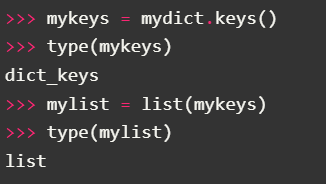 >>> mykeys = mydict.keys()
>>> type(mykeys)
dict_keys
>>> mylist = list(mykeys)
>>> type(mylist)
list